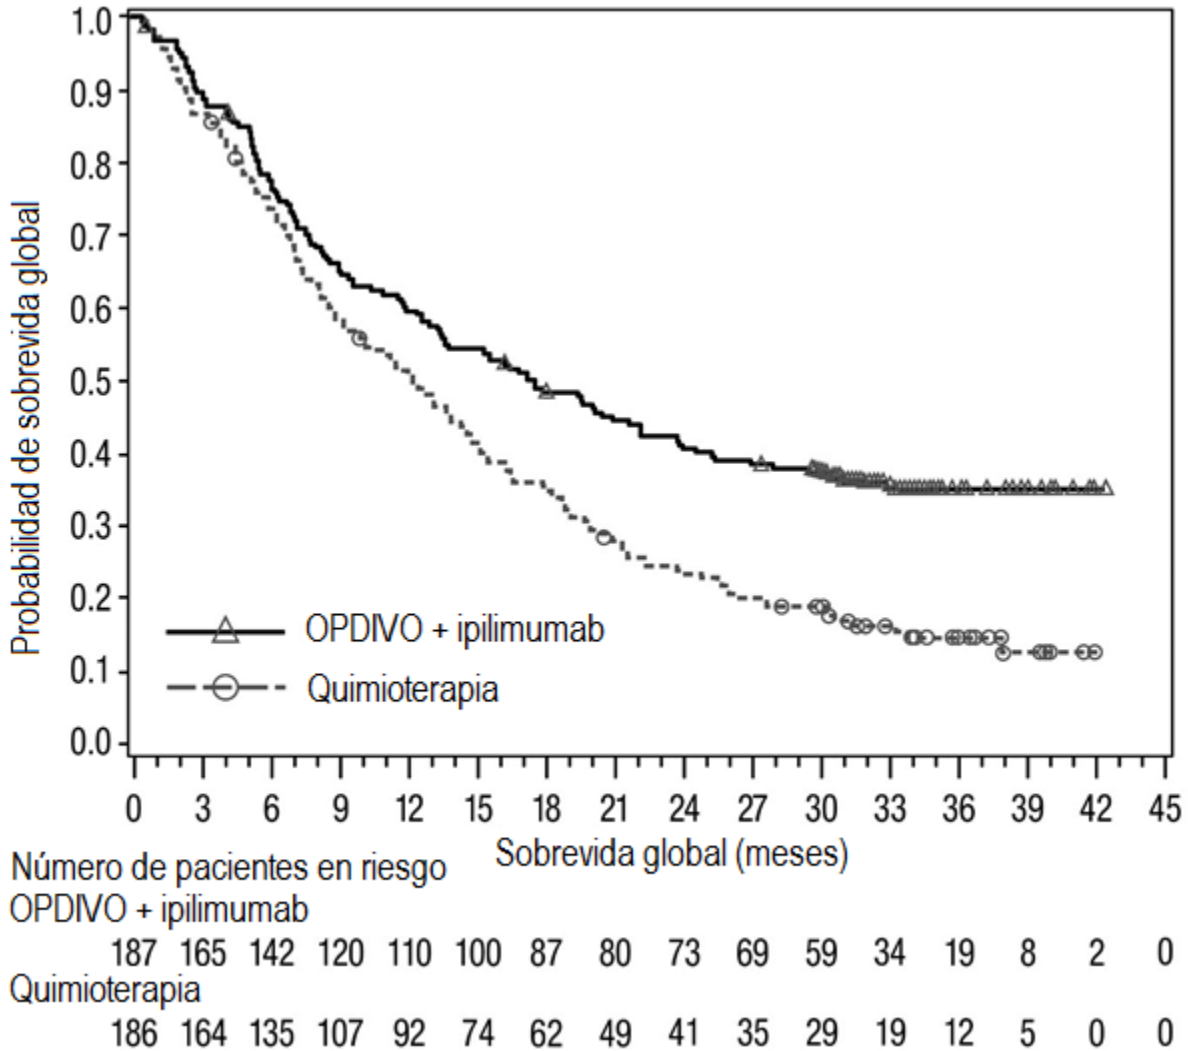 Probabilidad de sobrevida global
1.0
0.9
0.8
0.7
0.6
0.5
0.4
0.3
0.2
0.1
0.0
OPDIVO + ipilimumab
Quimioterapia
0 3 6 9 12 15 18 21 24 27 30 33 36 39 42 45
Sobrevida global (meses)
Número de pacientes en riesgo
OPDIVO + ipilimumab
187 165 142 120 110 100 87 80 73 69 59 34 19 8 2 0
Quimioterapia
186 164 135 107 92 74 62 49 41 35 29 19 12 5 0 0